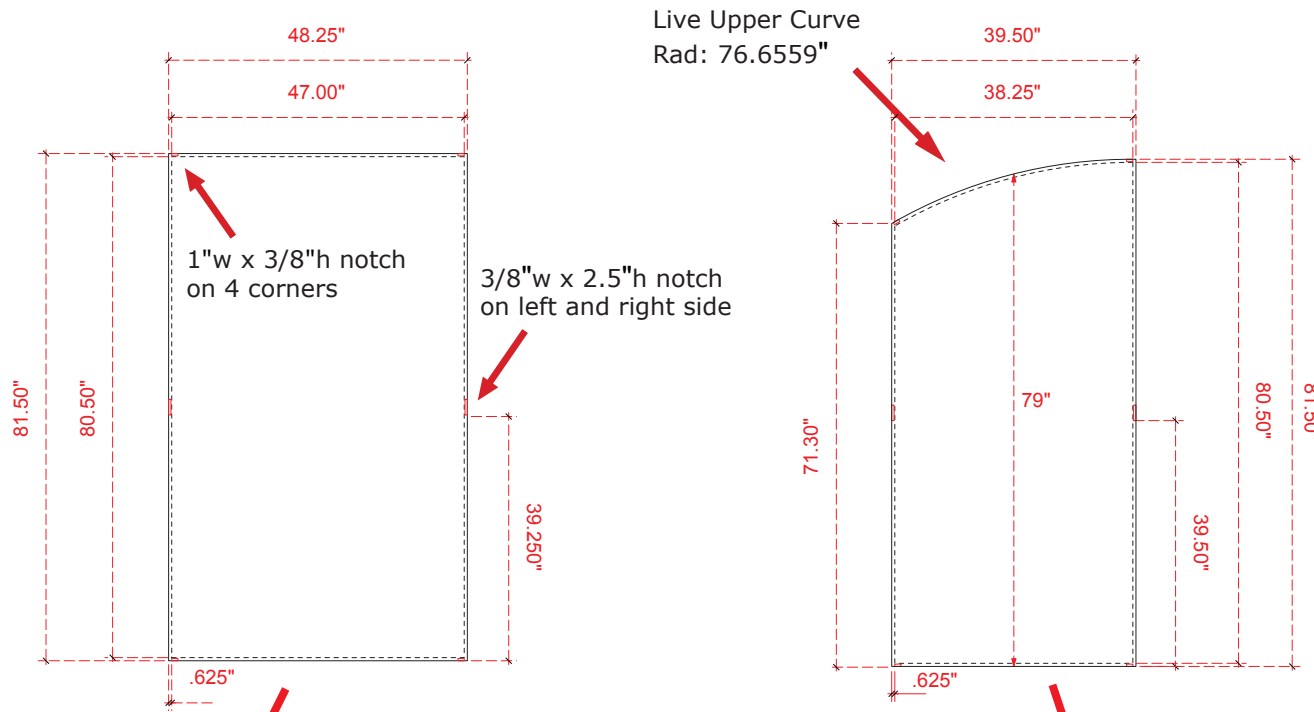 Live Upper Curve
Rad: 76.6559"
48.25"
47.00"
39.50"
38.25"
1"w x 3/8"h notch
on 4 corners
3/8"w x 2.5"h notch
on left and right side
81.50"
80.50"
39.250"
.625"
71.30"
79"
39.50"
80.50"
81.50
.625"